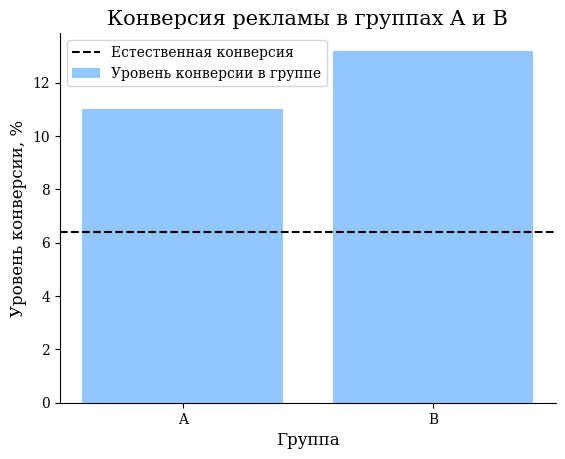 Конверсия рекламы в группах A и B
Естественная конверсия
Уровень конверсии в группе
Уровень конверсии, %
12
10
8
6
4
2
0
A
B
Группа